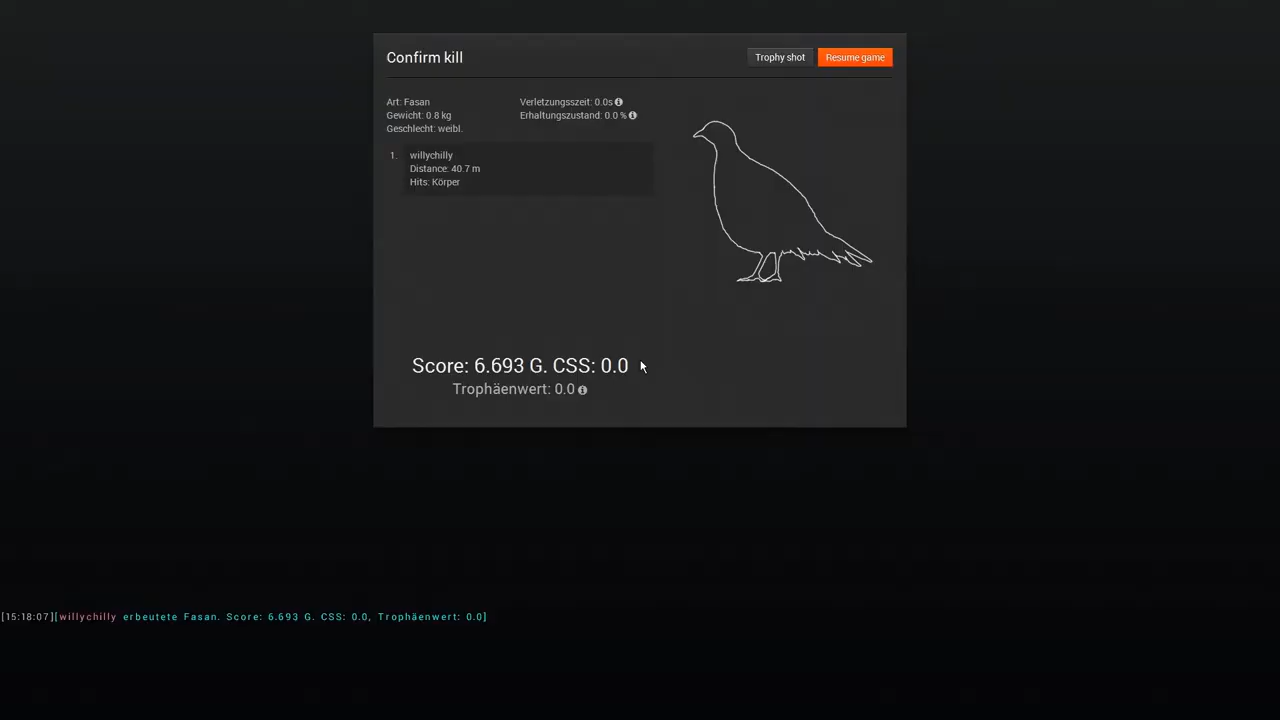 Confirm kill
Trophy shot
Resume game
Art: Fasan
Gewicht: 0.8 kg
Geschlecht: weibl.
Verletzungsszeit: 0.0s
Erhaltungszustand: 0.0 %
1. willychilly
Distance: 40.7 m
Hits: Körper
Score: 6.693 G. CSS: 0.0
Trophäenwert: 0.0
[15:18:07][willychilly erbeutete Fasan. Score: 6.693 G. CSS: 0.0, Trophäenwert: 0.0]